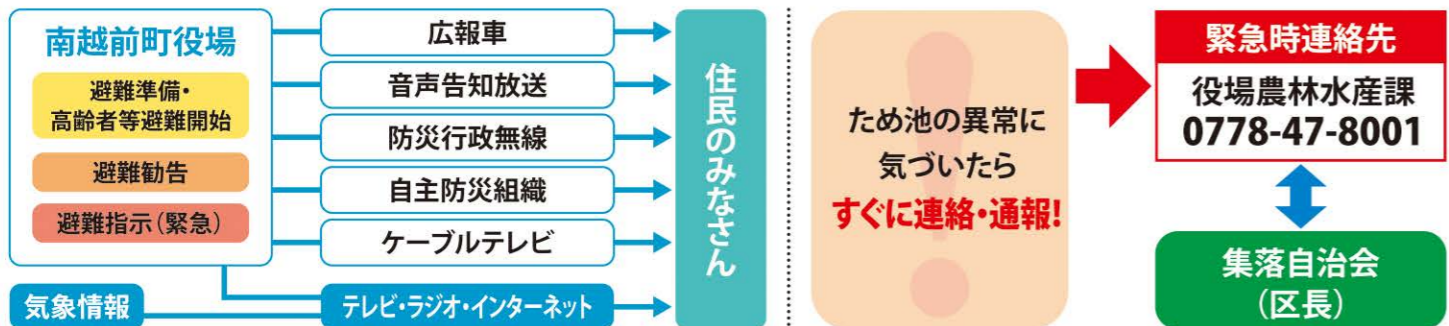 南越前町役場
避難準備・
高齢者等避難開始
避難勧告
避難指示（緊急）
気象情報
広報車
音声告知放送
防災行政無線
自主防災組織
ケーブルテレビ
テレビ・ラジオ・インターネット
住民のみなさん
ため池の異常に
気づいたら
すぐに連絡・通報!
緊急時連絡先
役場農林水産課
0778-47-8001
集落自治会
（区長）